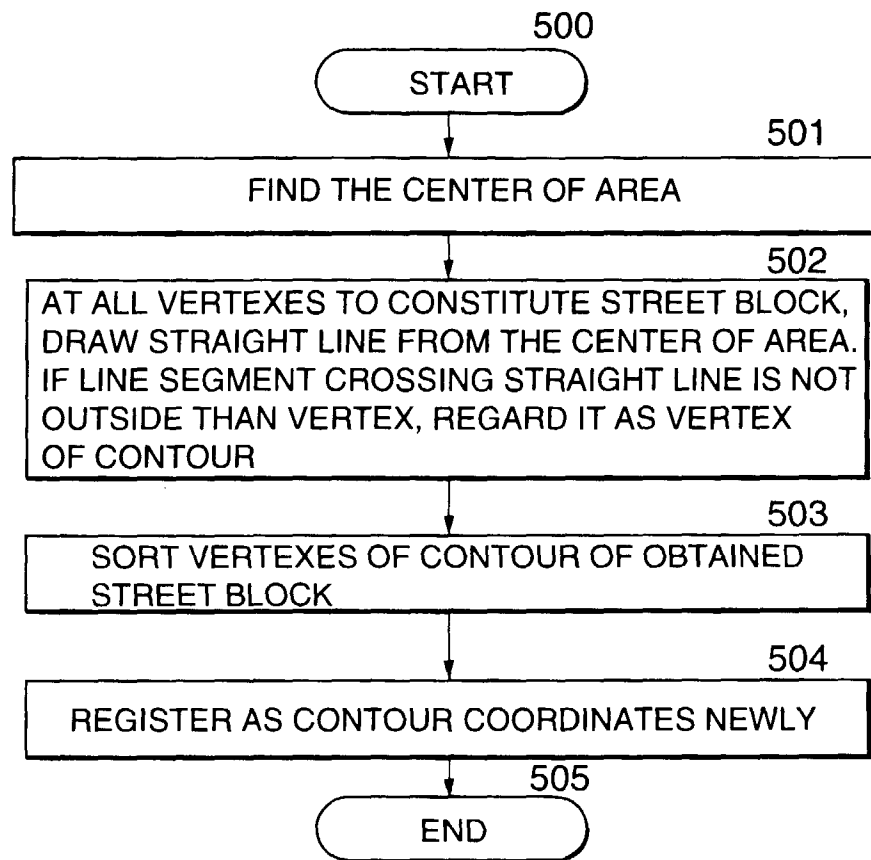 500
START
501
FIND THE CENTER OF AREA
502
AT ALL VERTEXES TO CONSTITUTE STREET BLOCK,
DRAW STRAIGHT LINE FROM THE CENTER OF AREA.
IF LINE SEGMENT CROSSING STRAIGHT LINE IS NOT
OUTSIDE THAN VERTEX, REGARD IT AS VERTEX
OF CONTOUR
503
SORT VERTEXES OF CONTOUR OF OBTAINED
STREET BLOCK
504
REGISTER AS CONTOUR COORDINATES NEWLY
505
END